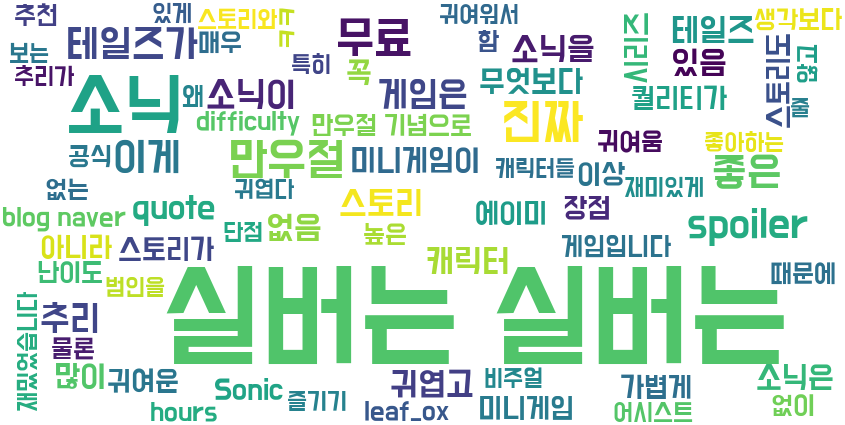 추천 있게 스토리와 ㅋㅋ 귀여워서 생각보다
테일즈가 매우 무료 함 소닉을 시리즈 테일즈
보는 추리가 특히 꼭 무엇보다 있음 스토리도 않고
소닉 왜 소닉이 게임은 퀄리티가 줄
difficulty 만우절 기념으로 진짜 귀여움 좋아하는
공식 이게 만우절 미니게임이 캐릭터들 이상 좋은
없는 귀엽다 재미있게
blog naver quote 스토리 에이미 장점 spoiler
아니라 스토리가 단점 없음 높은 게임입니다
난이도 범인을 캐릭터 때문에
실버는 실버는
재밌었습니다 추리
물론
많이 귀여운 Sonic 즐기기 귀엽고 비주얼 가볍게 소닉은
hours leaf_ox 미니게임 어시스트 없이